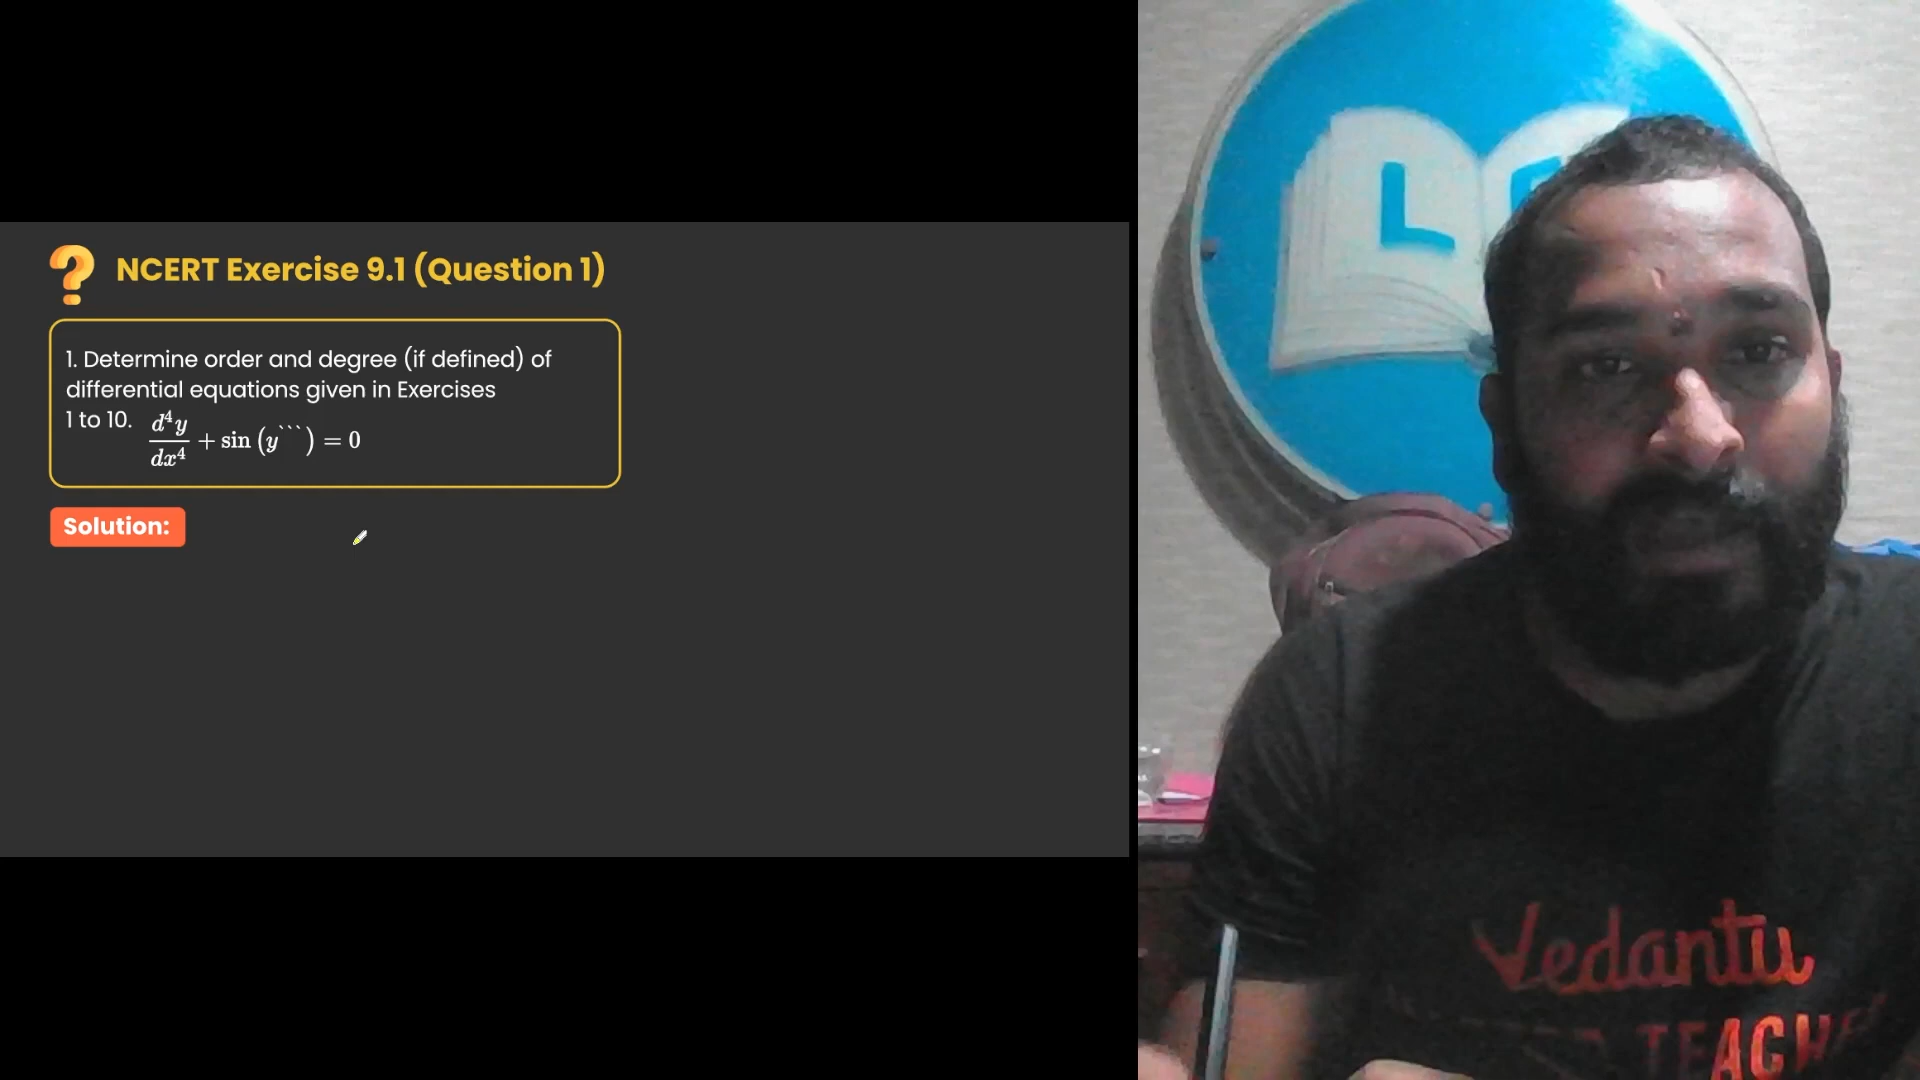 NCERT Exercise 9.1 (Question 1)
1. Determine order and degree (if defined) of
differential equations given in Exercises
1 to 10. d⁴y/dx⁴ + sin (y```) = 0
Solution:
L
Vedantu
TEACHER